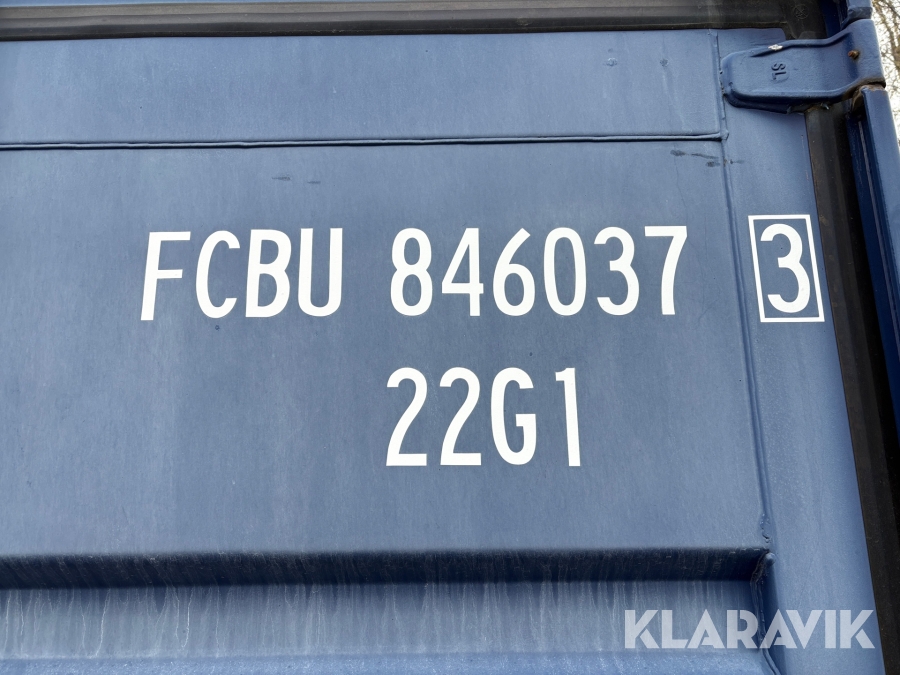 SL
FCBU 846037 3
22G1
KLARAVIK